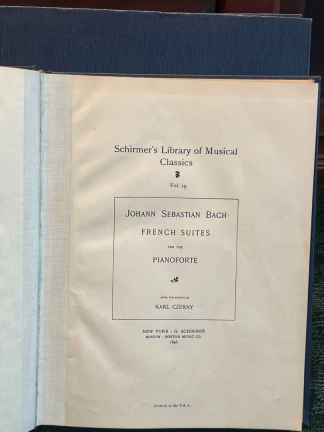 Schirmer's Library of Musical
Classics
Vol. 19
JOHANN SEBASTIAN BACH
FRENCH SUITES
FOR THE
PIANOFORTE
KARL CZERNY
NEW YORK : G. SCHIRMER
BOSTON : BOSTON MUSIC CO.
Printed in the U.S.A.